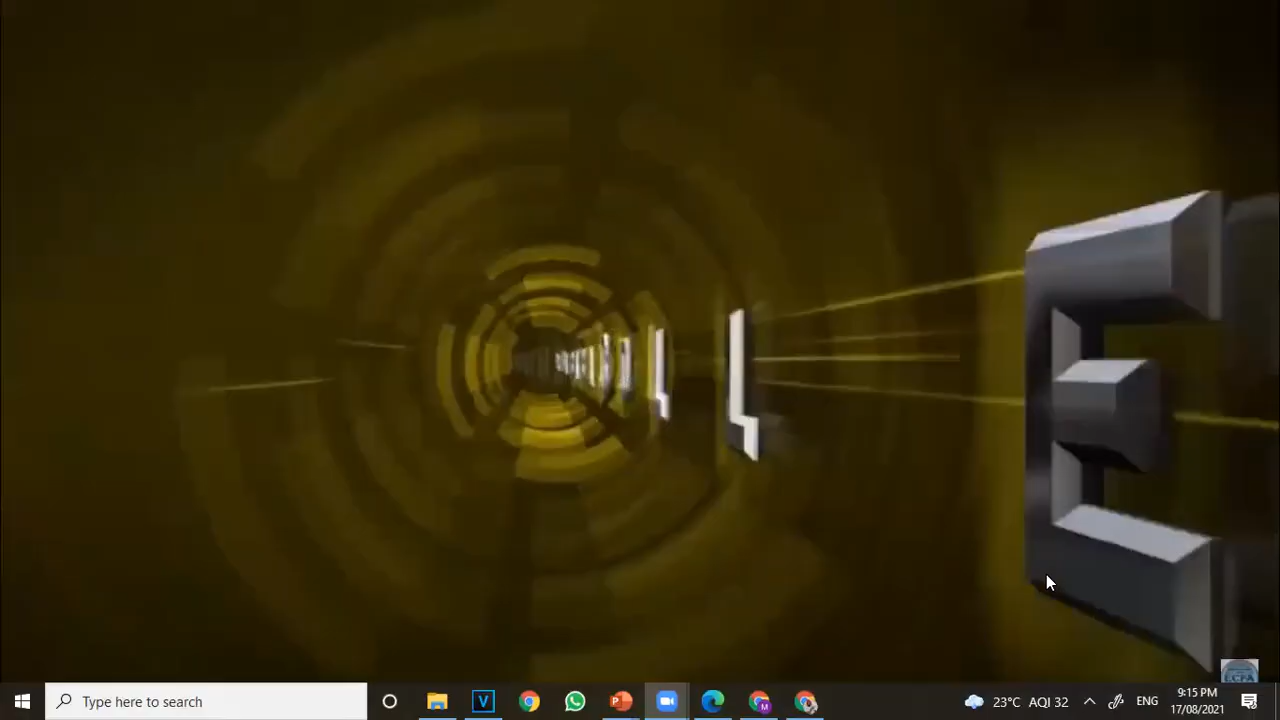 E
Type here to search
23°C AQI 32
ENG
9:15 PM
17/08/2021